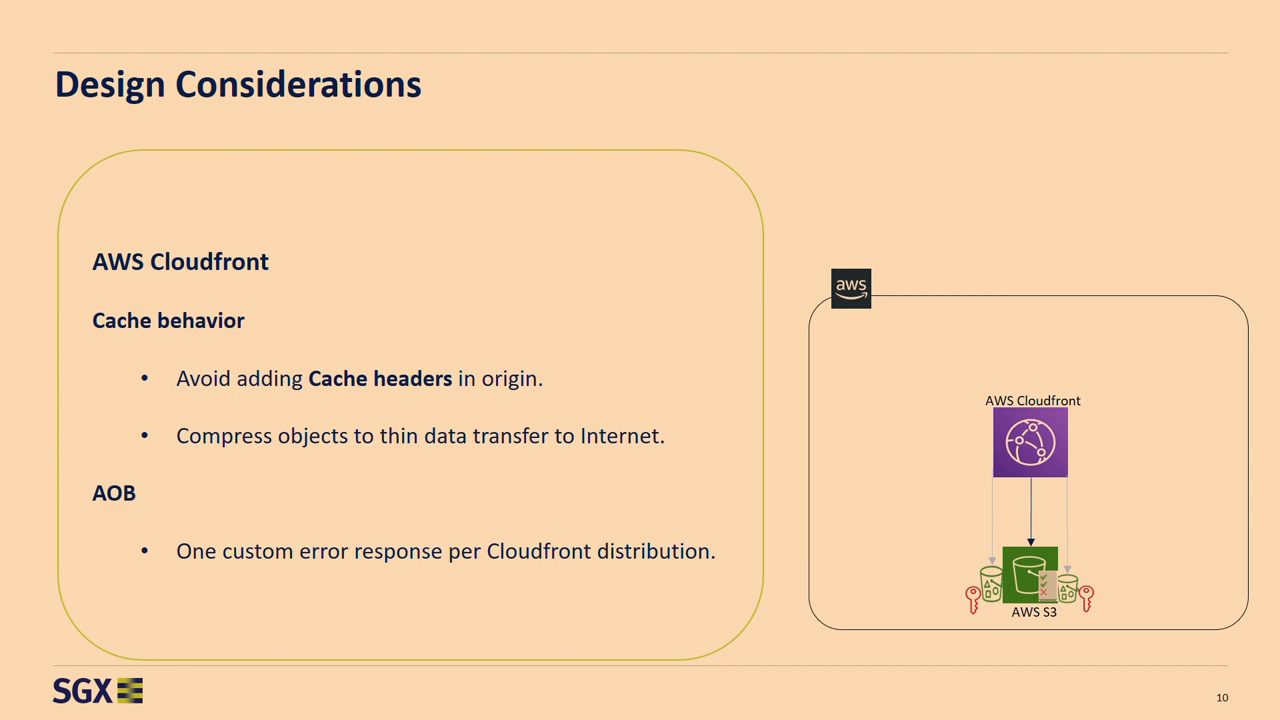 Design Considerations
AWS Cloudfront
Cache behavior
• Avoid adding Cache headers in origin.
• Compress objects to thin data transfer to Internet.
AOB
• One custom error response per Cloudfront distribution.
aws
AWS Cloudfront
AWS S3
SGX
10